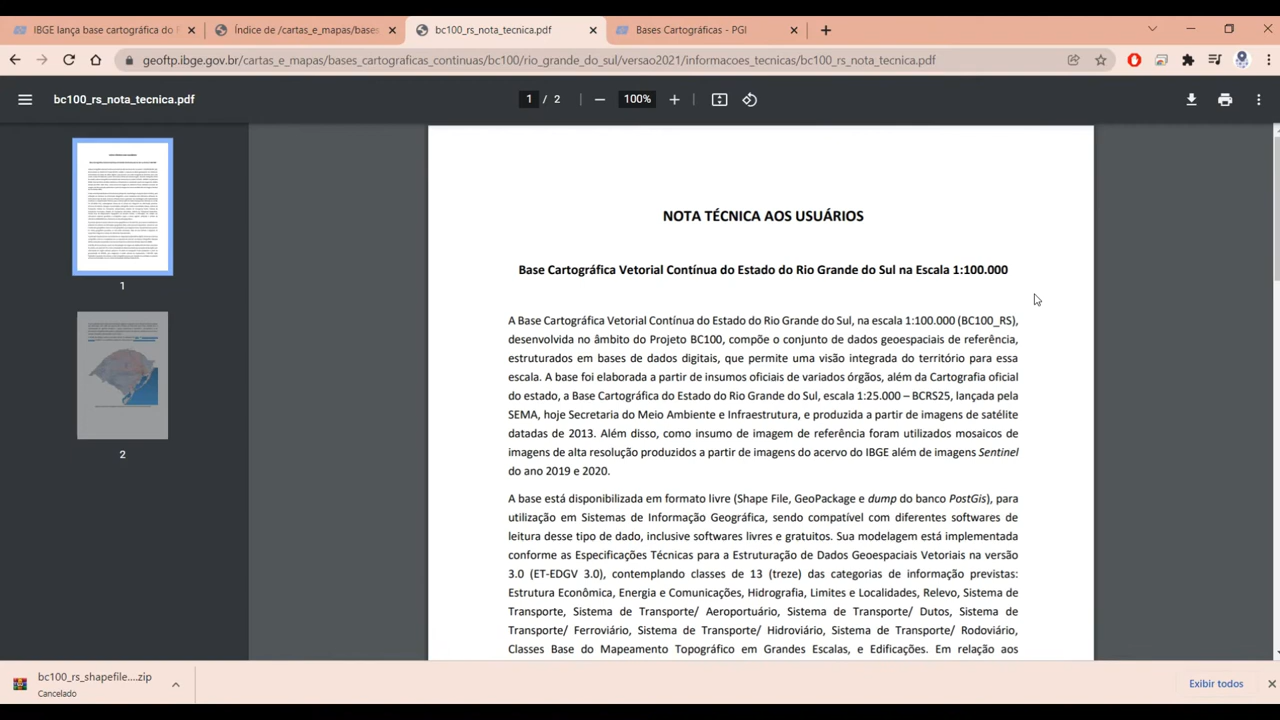 IBGE lança base cartográfica do
Índice de /cartas_e_mapas/bases
bc100_rs_nota_tecnica.pdf
Bases Cartográficas - PGI
geoftp.ibge.gov.br/cartas_e_mapas/bases_cartograficas_continuas/bc100/rio_grande_do_sul/versao2021/informacoes_tecnicas/bc100_rs_nota_tecnica.pdf
bc100_rs_nota_tecnica.pdf
1 / 2
100%
1
2
NOTA TÉCNICA AOS USUÁRIOS
Base Cartográfica Vetorial Contínua do Estado do Rio Grande do Sul na Escala 1:100.000
A Base Cartográfica Vetorial Contínua do Estado do Rio Grande do Sul, na escala 1:100.000 (BC100_RS),
desenvolvida no âmbito do Projeto BC100, compõe o conjunto de dados geoespaciais de referência,
estruturados em bases de dados digitais, que permite uma visão integrada do território para essa
escala. A base foi elaborada a partir de insumos oficiais de variados órgãos, além da Cartografia oficial
do estado, a Base Cartográfica do Estado do Rio Grande do Sul, escala 1:25.000 – BCRS25, lançada pela
SEMA, hoje Secretaria do Meio Ambiente e Infraestrutura, e produzida a partir de imagens de satélite
datadas de 2013. Além disso, como insumo de imagem de referência foram utilizados mosaicos de
imagens de alta resolução produzidos a partir de imagens do acervo do IBGE além de imagens Sentinel
do ano 2019 e 2020.
A base está disponibilizada em formato livre (Shape File, GeoPackage e dump do banco PostGis), para
utilização em Sistemas de Informação Geográfica, sendo compatível com diferentes softwares de
leitura desse tipo de dado, inclusive softwares livres e gratuitos. Sua modelagem está implementada
conforme as Especificações Técnicas para a Estruturação de Dados Geoespaciais Vetoriais na versão
3.0 (ET-EDGV 3.0), contemplando classes de 13 (treze) das categorias de informação previstas:
Estrutura Econômica, Energia e Comunicações, Hidrografia, Limites e Localidades, Relevo, Sistema de
Transporte, Sistema de Transporte/ Aeroportuário, Sistema de Transporte/ Dutos, Sistema de
Transporte/ Ferroviário, Sistema de Transporte/ Hidroviário, Sistema de Transporte/ Rodoviário,
Classes Base do Mapeamento Topográfico em Grandes Escalas, e Edificações. Em relação aos
bc100_rs_shapefile....zip
Cancelado
Exibir todos